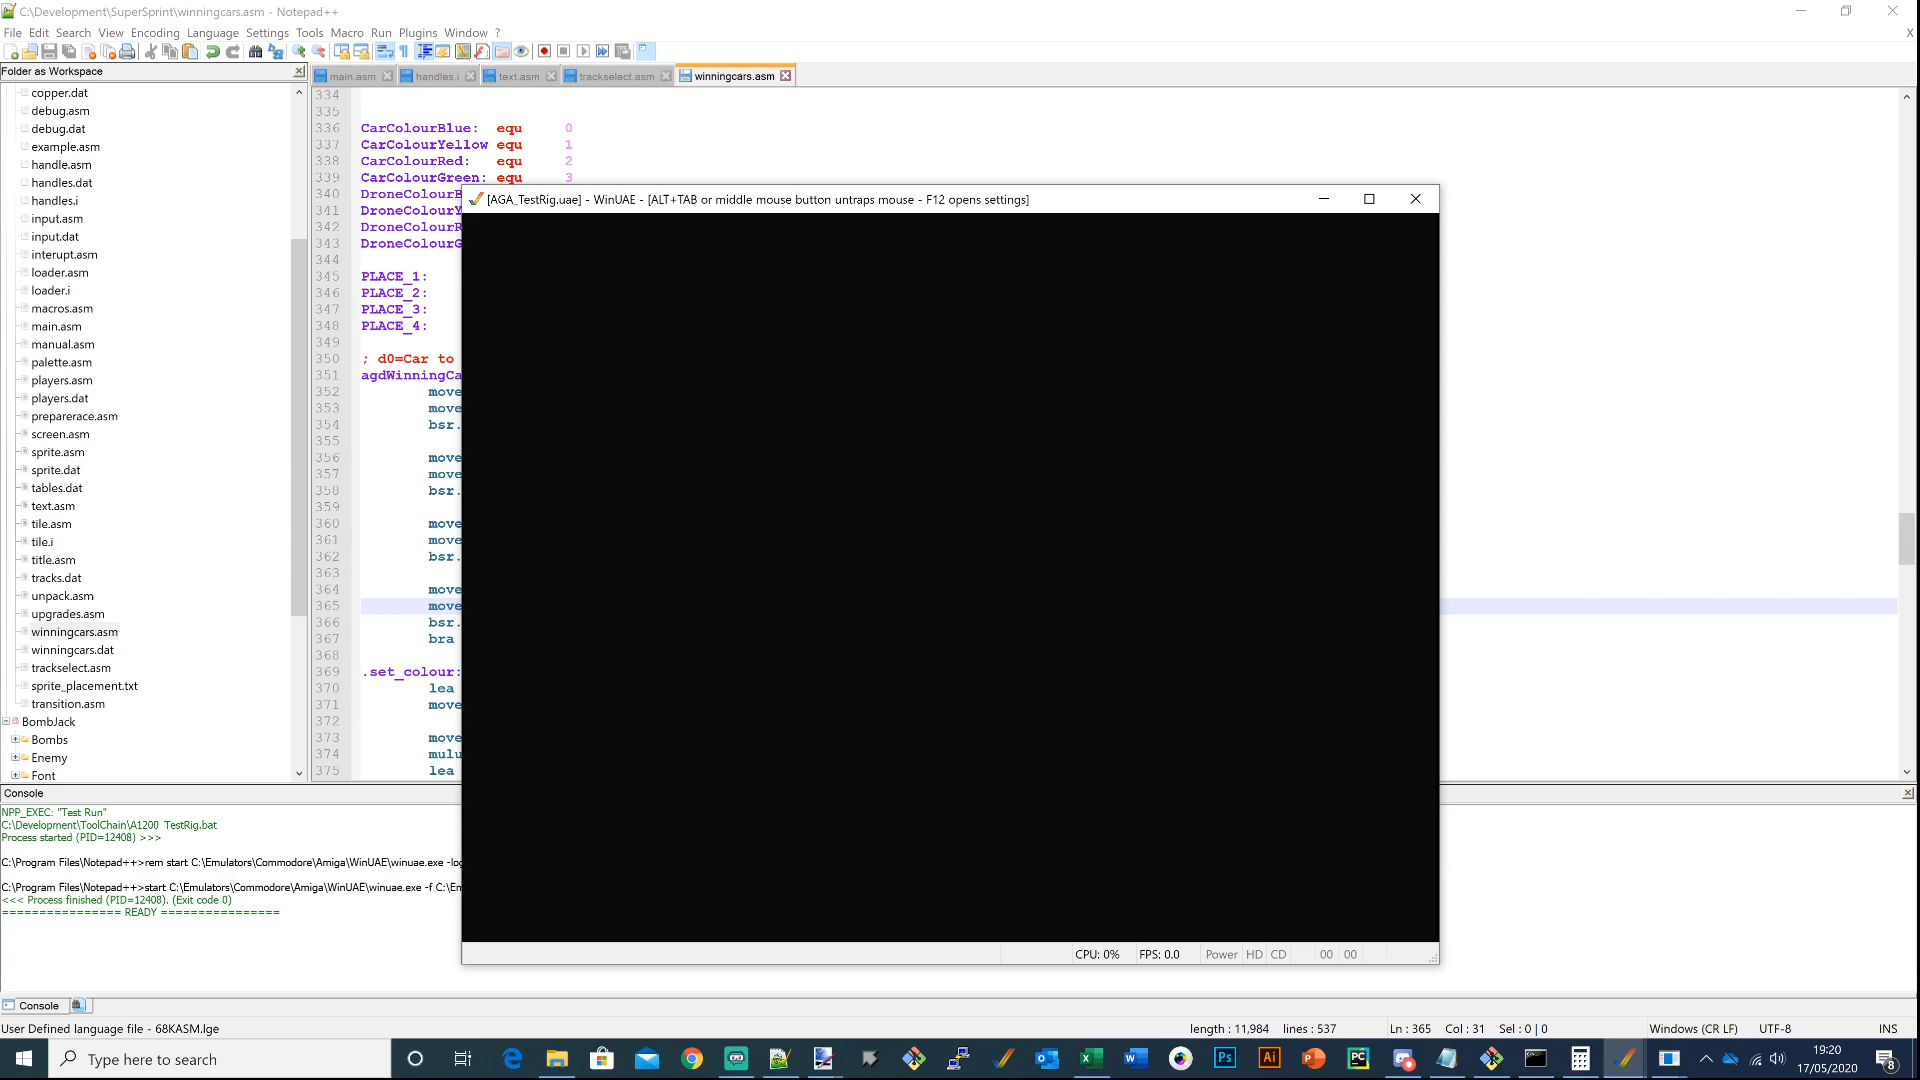 C:\Development\SuperSprint\winningcars.asm - Notepad++
File Edit Search View Encoding Language Settings Tools Macro Run Plugins Window ? X
Folder as Workspace
main.asm handles.i text.asm trackselect.asm winningcars.asm
copper.dat
debug.asm
debug.dat
example.asm
handle.asm
handles.dat
handles.i
input.asm
input.dat
interupt.asm
loader.asm
loader.i
macros.asm
main.asm
manual.asm
palette.asm
players.asm
players.dat
preparerace.asm
screen.asm
sprite.asm
sprite.dat
tables.dat
text.asm
tile.asm
tile.i
title.asm
tracks.dat
unpack.asm
upgrades.asm
winningcars.asm
winningcars.dat
trackselect.asm
sprite_placement.txt
transition.asm
BombJack
Bombs
Enemy
Font
334
335
336 CarColourBlue: equ 0
337 CarColourYellow equ 1
338 CarColourRed: equ 2
339 CarColourGreen: equ 3
340 DroneColourB
341 DroneColourY
342 DroneColourR
343 DroneColourG
344
345 PLACE_1:
346 PLACE_2:
347 PLACE_3:
348 PLACE_4:
349
350 ; d0=Car to
351 agdWinningCa
352 move
353 move
354 bsr.
355
356 move
357 move
358 bsr.
359
360 move
361 move
362 bsr.
363
364 move
365 move
366 bsr.
367 bra
368
369 .set_colour:
370 lea
371 move
372
373 move
374 mulu
375 lea
[AGA_TestRig.uae] - WinUAE - [ALT+TAB or middle mouse button untraps mouse - F12 opens settings]
CPU: 0% FPS: 0.0 Power HD CD 00 00
Console
NPP_EXEC: "Test Run"
C:\Development\ToolChain\A1200_TestRig.bat
Process started (PID=12408) >>>
C:\Program Files\Notepad++>rem start C:\Emulators\Commodore\Amiga\WinUAE\winuae.exe -log
C:\Program Files\Notepad++>start C:\Emulators\Commodore\Amiga\WinUAE\winuae.exe -f C:\Em
<<< Process finished (PID=12408). (Exit code 0)
================ READY ================
Console
User Defined language file - 68KASM.lge length : 11,984 lines : 537 Ln : 365 Col : 31 Sel : 0 | 0 Windows (CR LF) UTF-8 INS
Type here to search
Ps Ai PC
19:20
17/05/2020
8